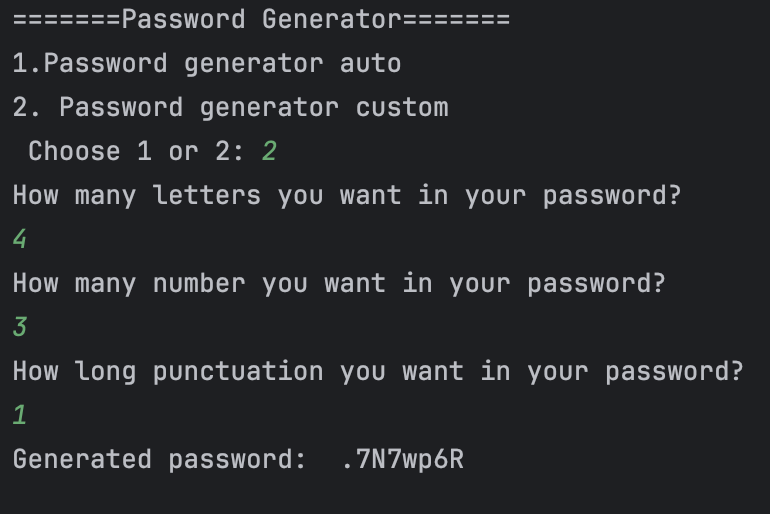 =======Password Generator=======
1.Password generator auto
2. Password generator custom
Choose 1 or 2: 2
How many letters you want in your password?
4
How many number you want in your password?
3
How long punctuation you want in your password?
1
Generated password:  .7N7wp6R